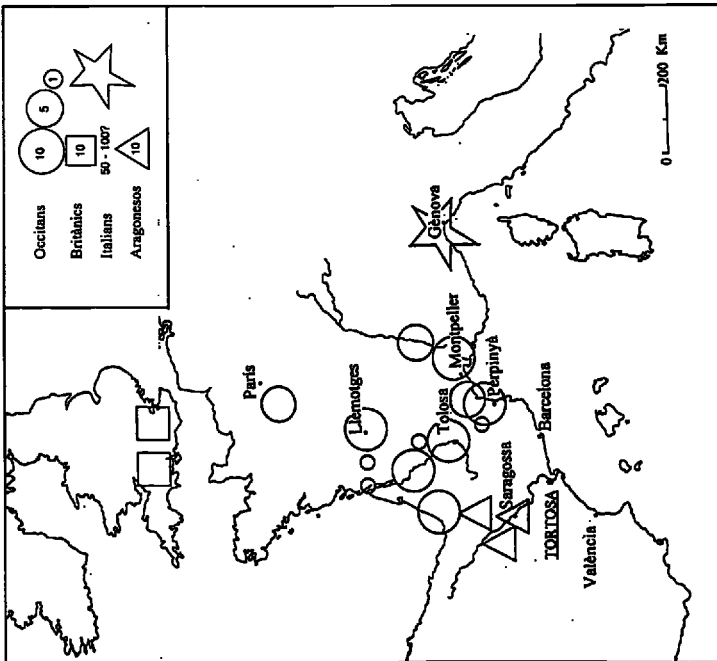 Occitans 10 5 1
Britànics 10
Italians 50 - 100?
Aragonesos 10
París
Llemotges
Gènova
Montpeller
Tolosa
Perpinyà
Saragossa
Barcelona
TORTOSA
València
0 200 Km